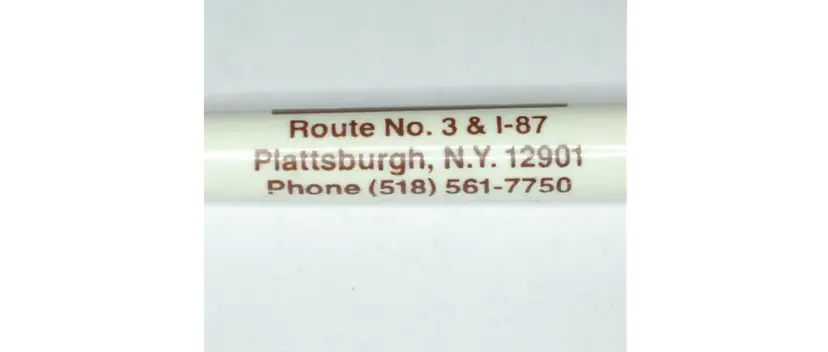 Route No. 3 & I-87
Plattsburgh, N.Y. 12901
Phone (518) 561-7750